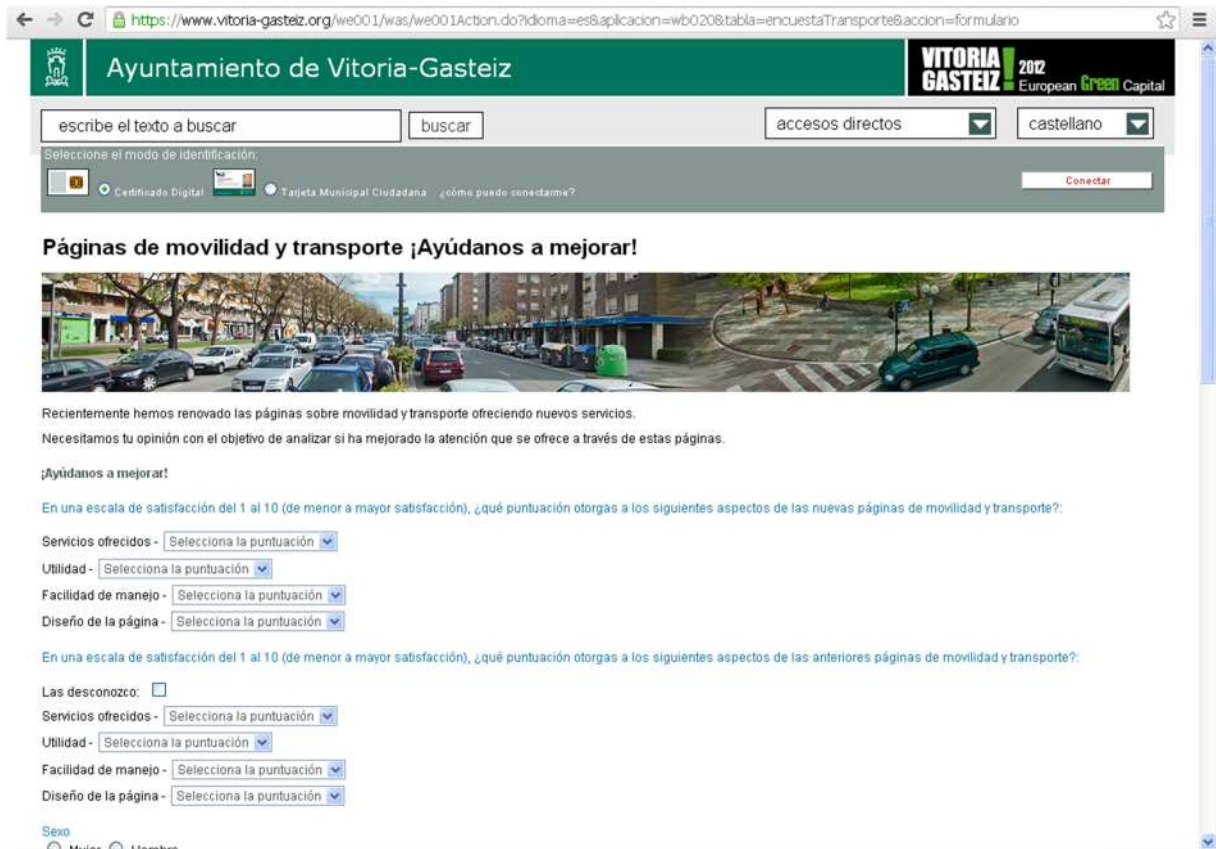 https://www.vitoria-gasteiz.org/we001/was/we001Action.do?idioma=es&aplicacion=wb020&tabla=encuestaTransporte&accion=formulario
Ayuntamiento de Vitoria-Gasteiz
VITORIA GASTEIZ 2012 European Green Capital
escribe el texto a buscar buscar accesos directos castellano
Seleccione el modo de identificación:
Certificado Digital Tarjeta Municipal Ciudadana ¿cómo puedo conectarme? Conectar
Páginas de movilidad y transporte ¡Ayúdanos a mejorar!
Recientemente hemos renovado las páginas sobre movilidad y transporte ofreciendo nuevos servicios.
Necesitamos tu opinión con el objetivo de analizar si ha mejorado la atención que se ofrece a través de estas páginas.
¡Ayúdanos a mejorar!
En una escala de satisfacción del 1 al 10 (de menor a mayor satisfacción), ¿qué puntuación otorgas a los siguientes aspectos de las nuevas páginas de movilidad y transporte?:
Servicios ofrecidos - Selecciona la puntuación
Utilidad - Selecciona la puntuación
Facilidad de manejo - Selecciona la puntuación
Diseño de la página - Selecciona la puntuación
En una escala de satisfacción del 1 al 10 (de menor a mayor satisfacción), ¿qué puntuación otorgas a los siguientes aspectos de las anteriores páginas de movilidad y transporte?:
Las desconozco:
Servicios ofrecidos - Selecciona la puntuación
Utilidad - Selecciona la puntuación
Facilidad de manejo - Selecciona la puntuación
Diseño de la página - Selecciona la puntuación
Sexo
Mujer Hombre